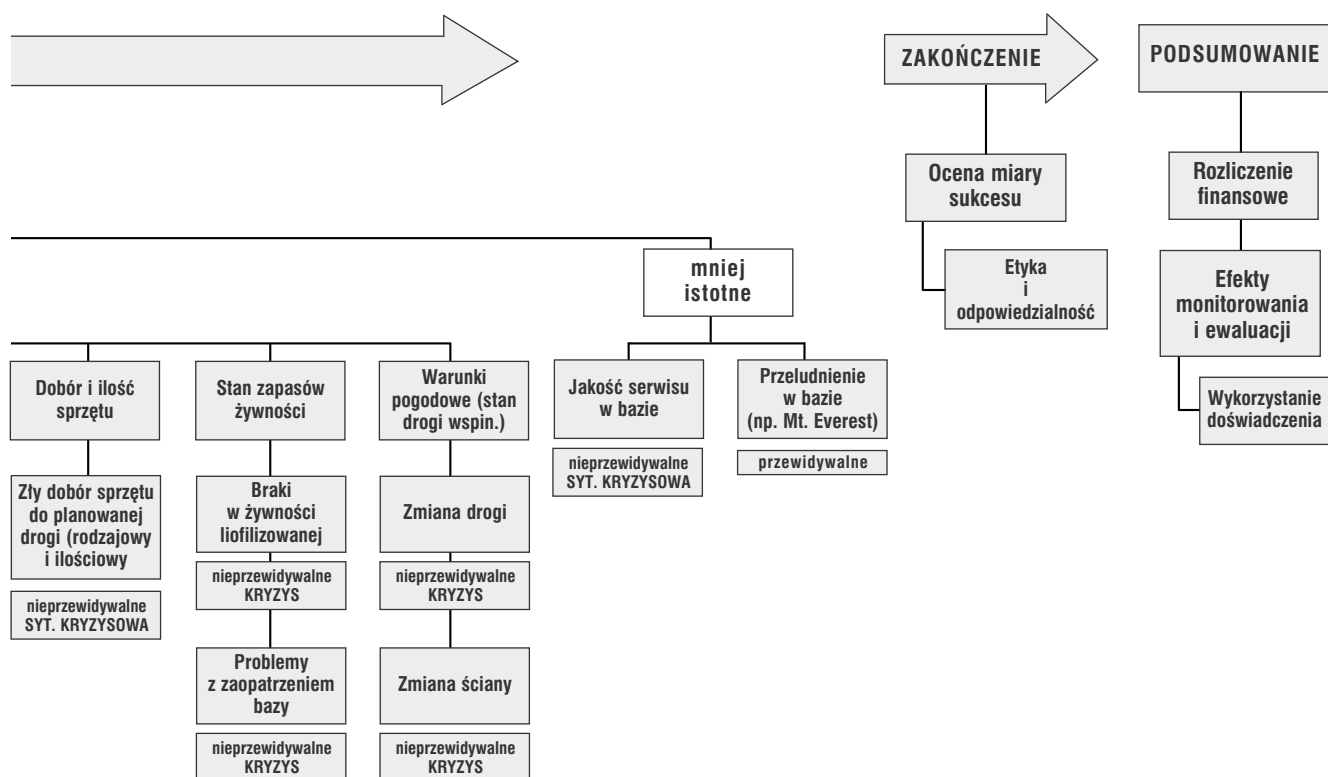 ZAKOŃCZENIE
PODSUMOWANIE
Ocena miary
sukcesu
Etyka
i
odpowiedzialność
Rozliczenie
finansowe
Efekty
monitorowania
i ewaluacji
Wykorzystanie
doświadczenia
mniej
istotne
Dobór i ilość
sprzętu
Zły dobór sprzętu
do planowanej
drogi (rodzajowy
i ilościowy
nieprzewidywalne
SYT. KRYZYSOWA
Stan zapasów
żywności
Braki
w żywności
liofilizowanej
nieprzewidywalne
KRYZYS
Problemy
z zaopatrzeniem
bazy
nieprzewidywalne
KRYZYS
Warunki
pogodowe (stan
drogi wspin.)
Zmiana drogi
nieprzewidywalne
KRYZYS
Zmiana ściany
nieprzewidywalne
KRYZYS
Jakość serwisu
w bazie
nieprzewidywalne
SYT. KRYZYSOWA
Przeludnienie
w bazie
(np. Mt. Everest)
przewidywalne